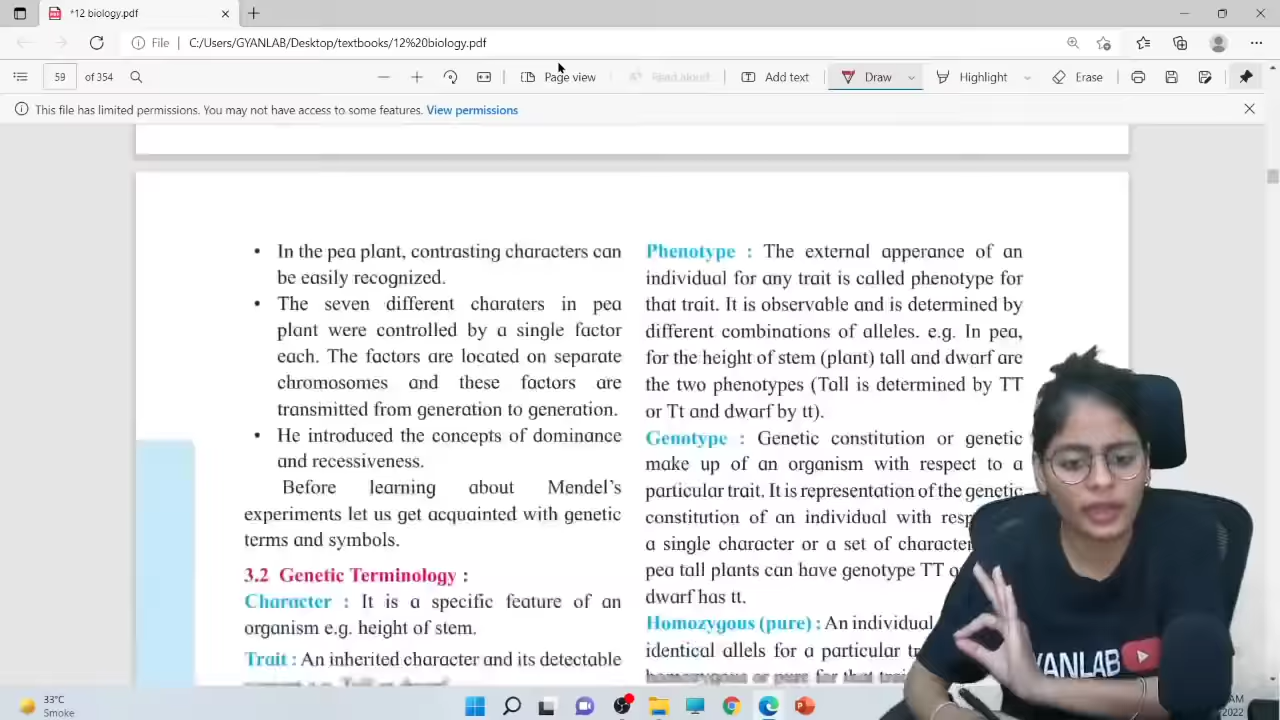 *12 biology.pdf
File
C:/Users/GYANLAB/Desktop/textbooks/12%20biology.pdf
59 of 354
Page view
Read aloud
Add text
Draw
Highlight
Erase
This file has limited permissions. You may not have access to some features. View permissions
• In the pea plant, contrasting characters can
be easily recognized.
• The seven different charaters in pea
plant were controlled by a single factor
each. The factors are located on separate
chromosomes and these factors are
transmitted from generation to generation.
• He introduced the concepts of dominance
and recessiveness.
Before learning about Mendel's
experiments let us get acquainted with genetic
terms and symbols.
3.2 Genetic Terminology :
Character : It is a specific feature of an
organism e.g. height of stem.
Trait : An inherited character and its detectable
Phenotype : The external apperance of an
individual for any trait is called phenotype for
that trait. It is observable and is determined by
different combinations of alleles. e.g. In pea,
for the height of stem (plant) tall and dwarf are
the two phenotypes (Tall is determined by TT
or Tt and dwarf by tt).
Genotype : Genetic constitution or genetic
make up of an organism with respect to a
particular trait. It is representation of the genetic
constitution of an individual with
a single character or a set of
pea tall plants can have genotype TT
dwarf has tt.
Homozygous (pure) : An individual
identical allels for a particular
homozygous or pure for that
YANLAB
33°C
Smoke
AM
2022